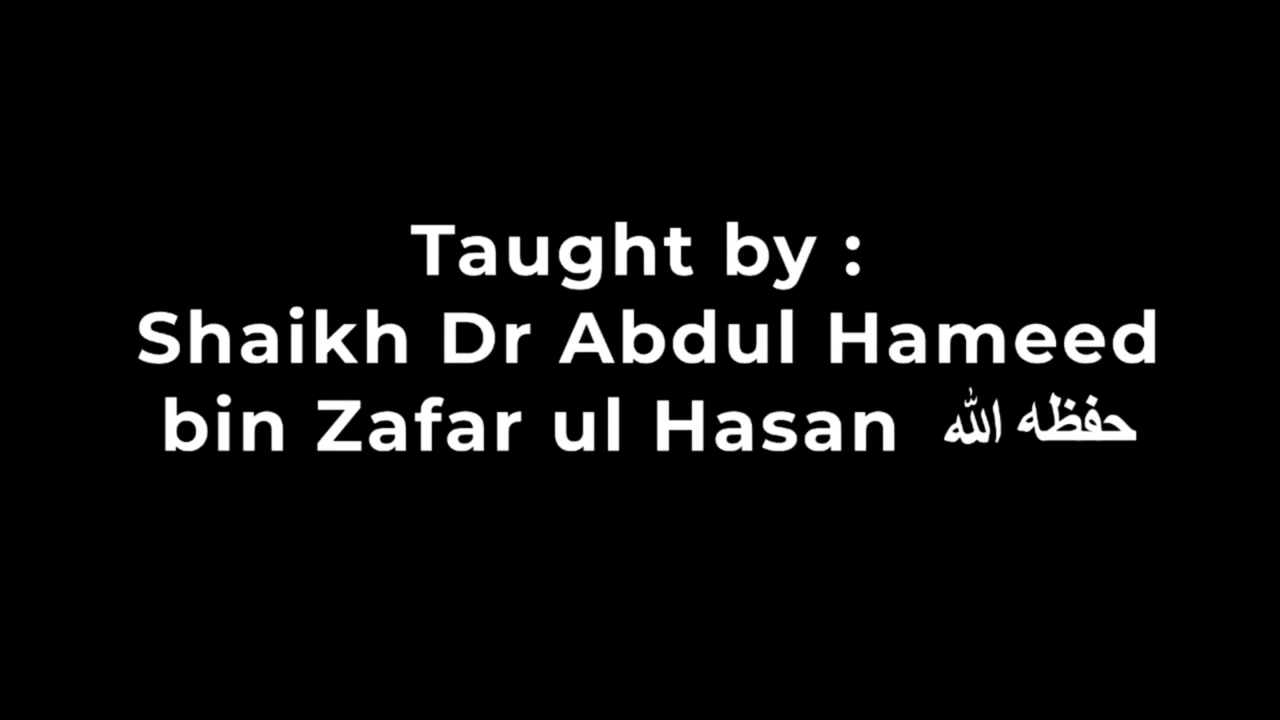 Taught by :
Shaikh Dr Abdul Hameed
bin Zafar ul Hasan حفظه الله